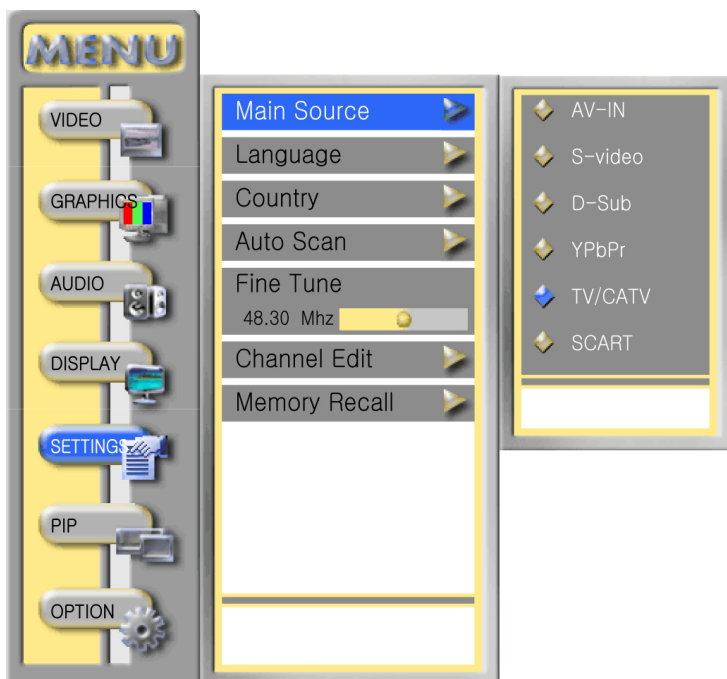 MENU
VIDEO
GRAPHICS
AUDIO
DISPLAY
SETTINGS
PIP
OPTION
Main Source
Language
Country
Auto Scan
Fine Tune
48.30 Mhz
Channel Edit
Memory Recall
AV-IN
S-video
D-Sub
YPbPr
TV/CATV
SCART